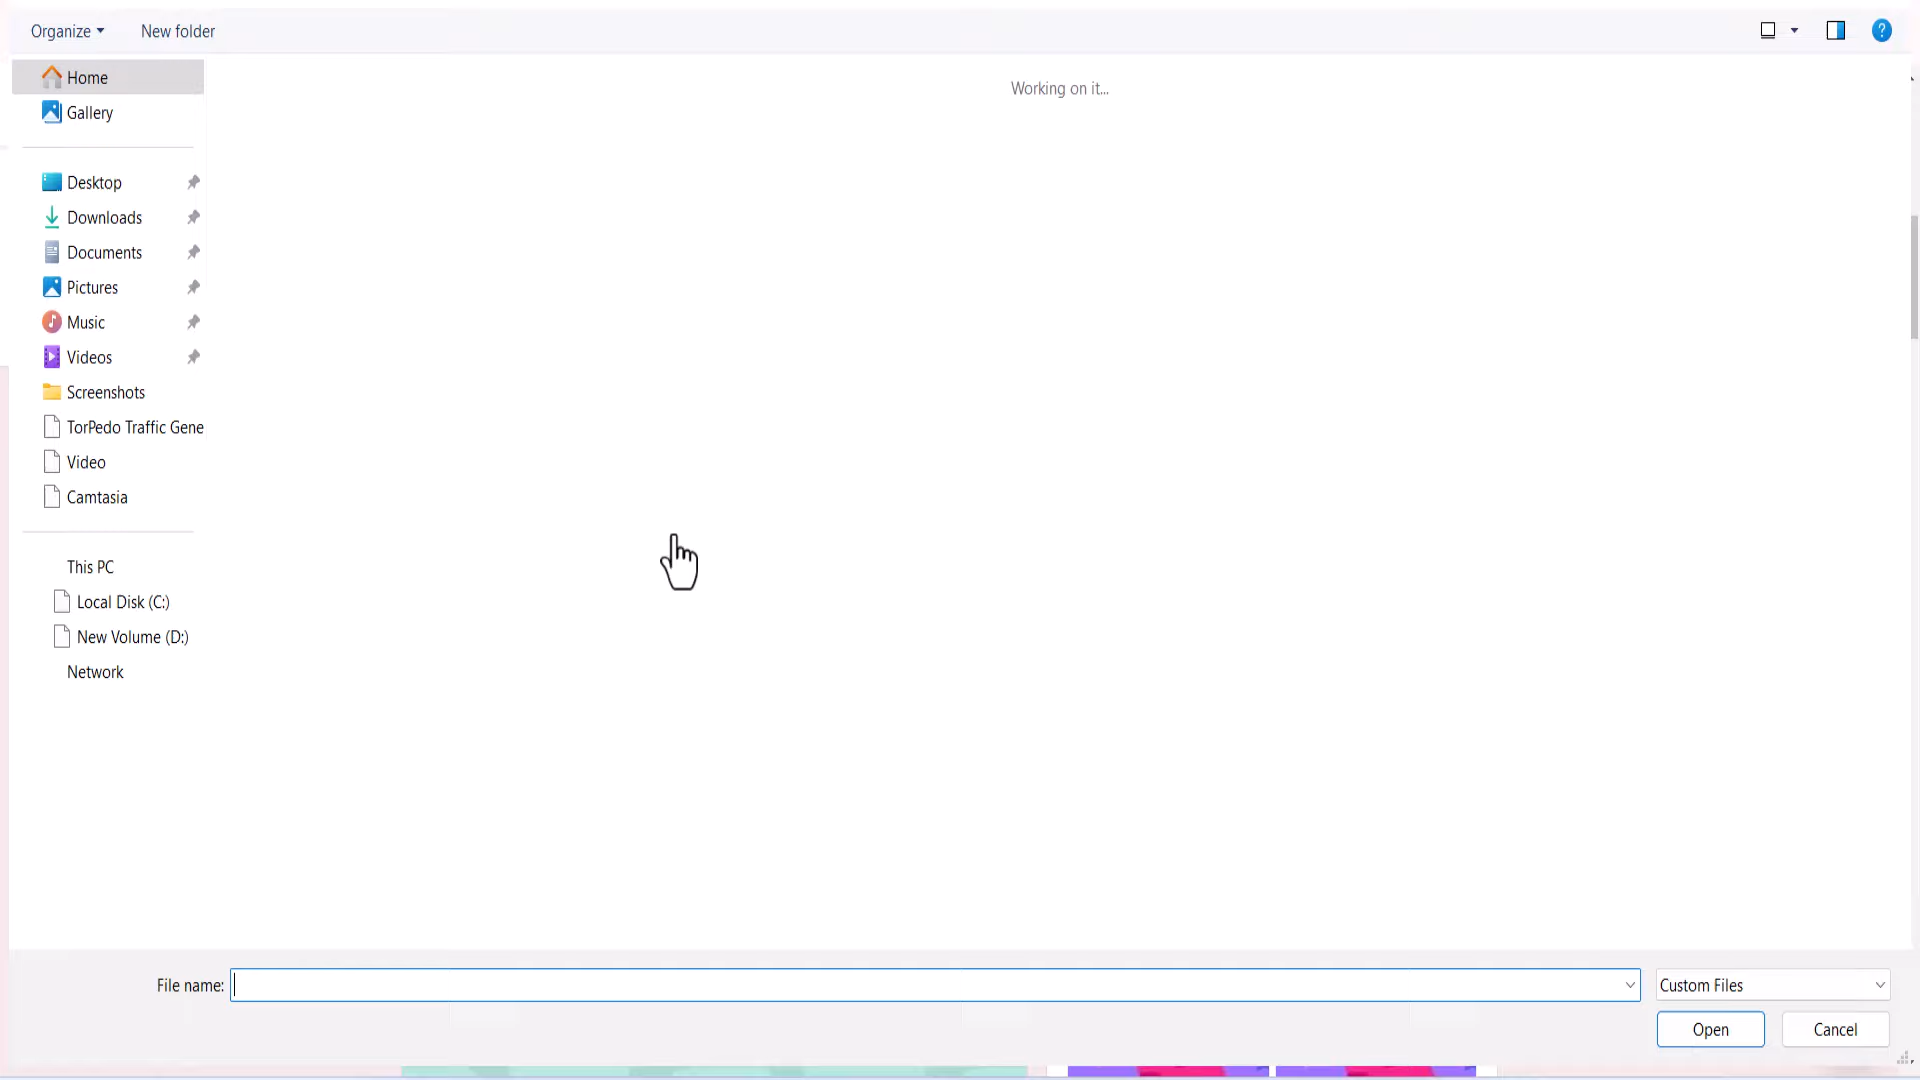 Organize
New folder
?
Home
Working on it...
Gallery
Desktop
Downloads
Documents
Pictures
Music
Videos
Screenshots
TorPedo Traffic Gene
Video
Camtasia
This PC
Local Disk (C:)
New Volume (D:)
Network
File name:
Custom Files
Open
Cancel